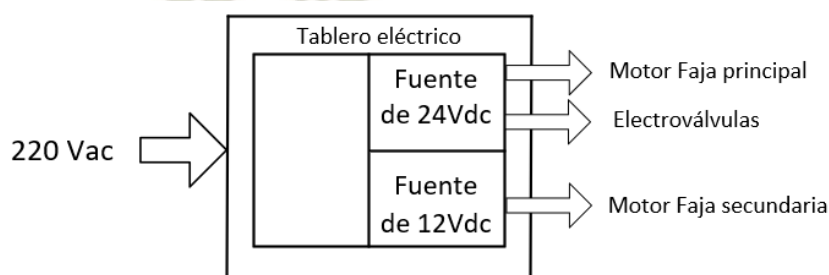 Tablero eléctrico
220 Vac
Fuente
de 24Vdc
Fuente
de 12Vdc
Motor Faja principal
Electroválvulas
Motor Faja secundaria